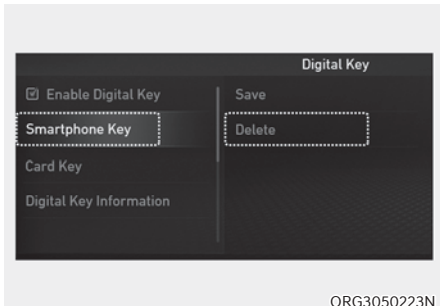 Digital Key
Enable Digital Key
Save
Smartphone Key
Delete
Card Key
Digital Key Information
ORG3050223N